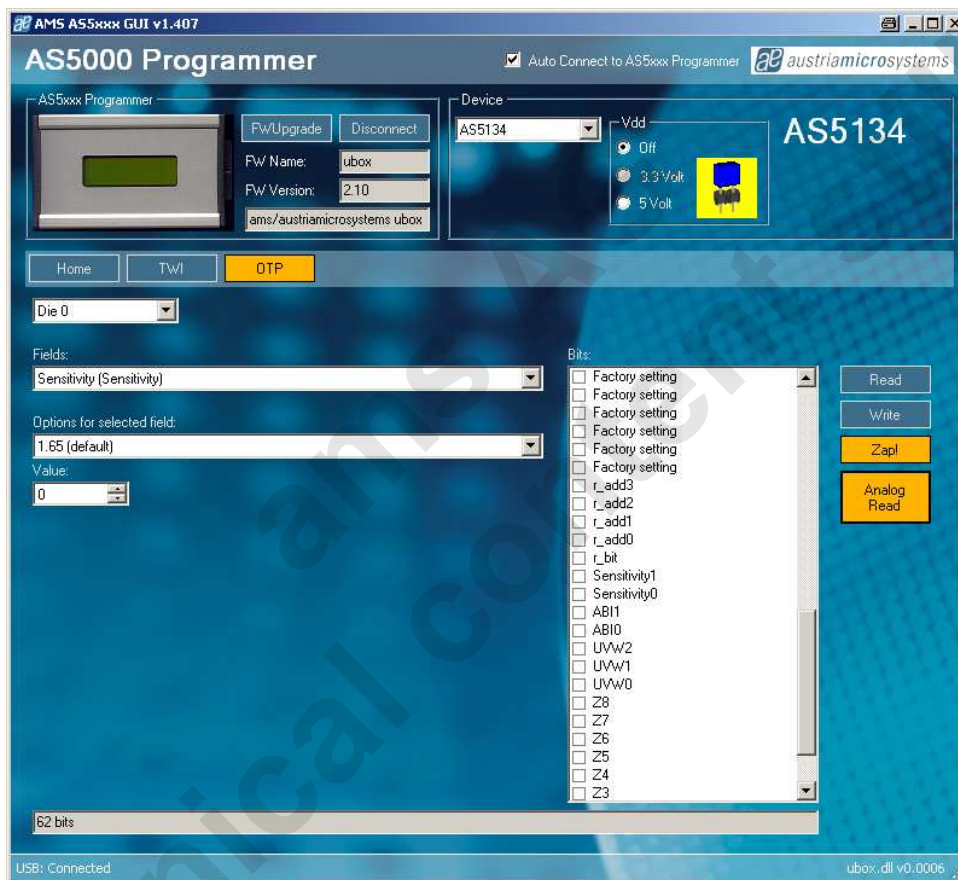 AMS AS5xxx GUI v1.407
AS5000 Programmer
Auto Connect to AS5xxx Programmer
austriamicrosystems
AS5xxx Programmer
FWUpgrade
Disconnect
FW Name:
ubox
FW Version:
2.10
ams/austriamicrosystems ubox
Device
AS5134
Vdd
Off
3.3 Volt
5 Volt
AS5134
Home
TWI
OTP
Die 0
Fields:
Sensitivity (Sensitivity)
Options for selected field:
1.65 (default)
Value:
0
Bits:
Factory setting
Factory setting
Factory setting
Factory setting
Factory setting
Factory setting
r_add3
r_add2
r_add1
r_add0
r_bit
Sensitivity1
Sensitivity0
ABI1
ABI0
UVW2
UVW1
UVW0
Z8
Z7
Z6
Z5
Z4
Z3
Read
Write
Zap!
Analog
Read
62 bits
USB: Connected
ubox.dll v0.0006